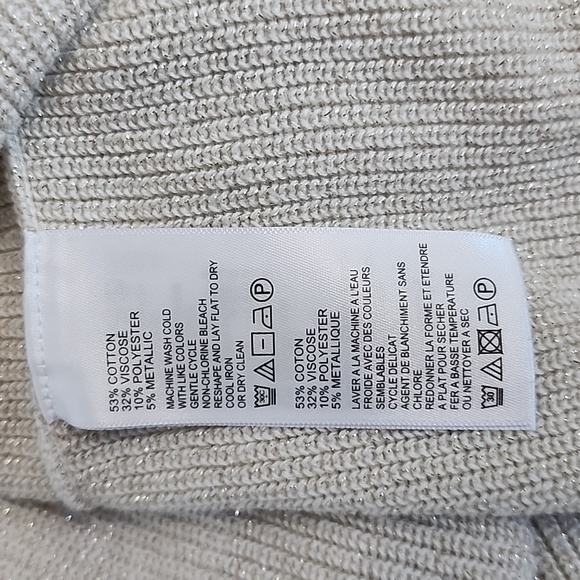 53% COTTON
32% VISCOSE
10% POLYESTER
5% METALLIC
MACHINE WASH COLD
WITH LIKE COLORS
GENTLE CYCLE
NON-CHLORINE BLEACH
RESHAPE AND LAY FLAT TO DRY
COOL IRON
OR DRY CLEAN
P
53% COTTON
32% VISCOSE
10% POLYESTER
5% METALLIQUE
LAVER A LA MACHINE A L'EAU
FROIDE AVEC DES COULEURS
SEMBLABLES
CYCLE DELICAT
AGENT DE BLANCHIMENT SANS
CHLORE
REDONNER LA FORME ET ETENDRE
A PLAT POUR SECHER
FER A BASSE TEMPERATURE
OU NETTOYER A SEC
30 P